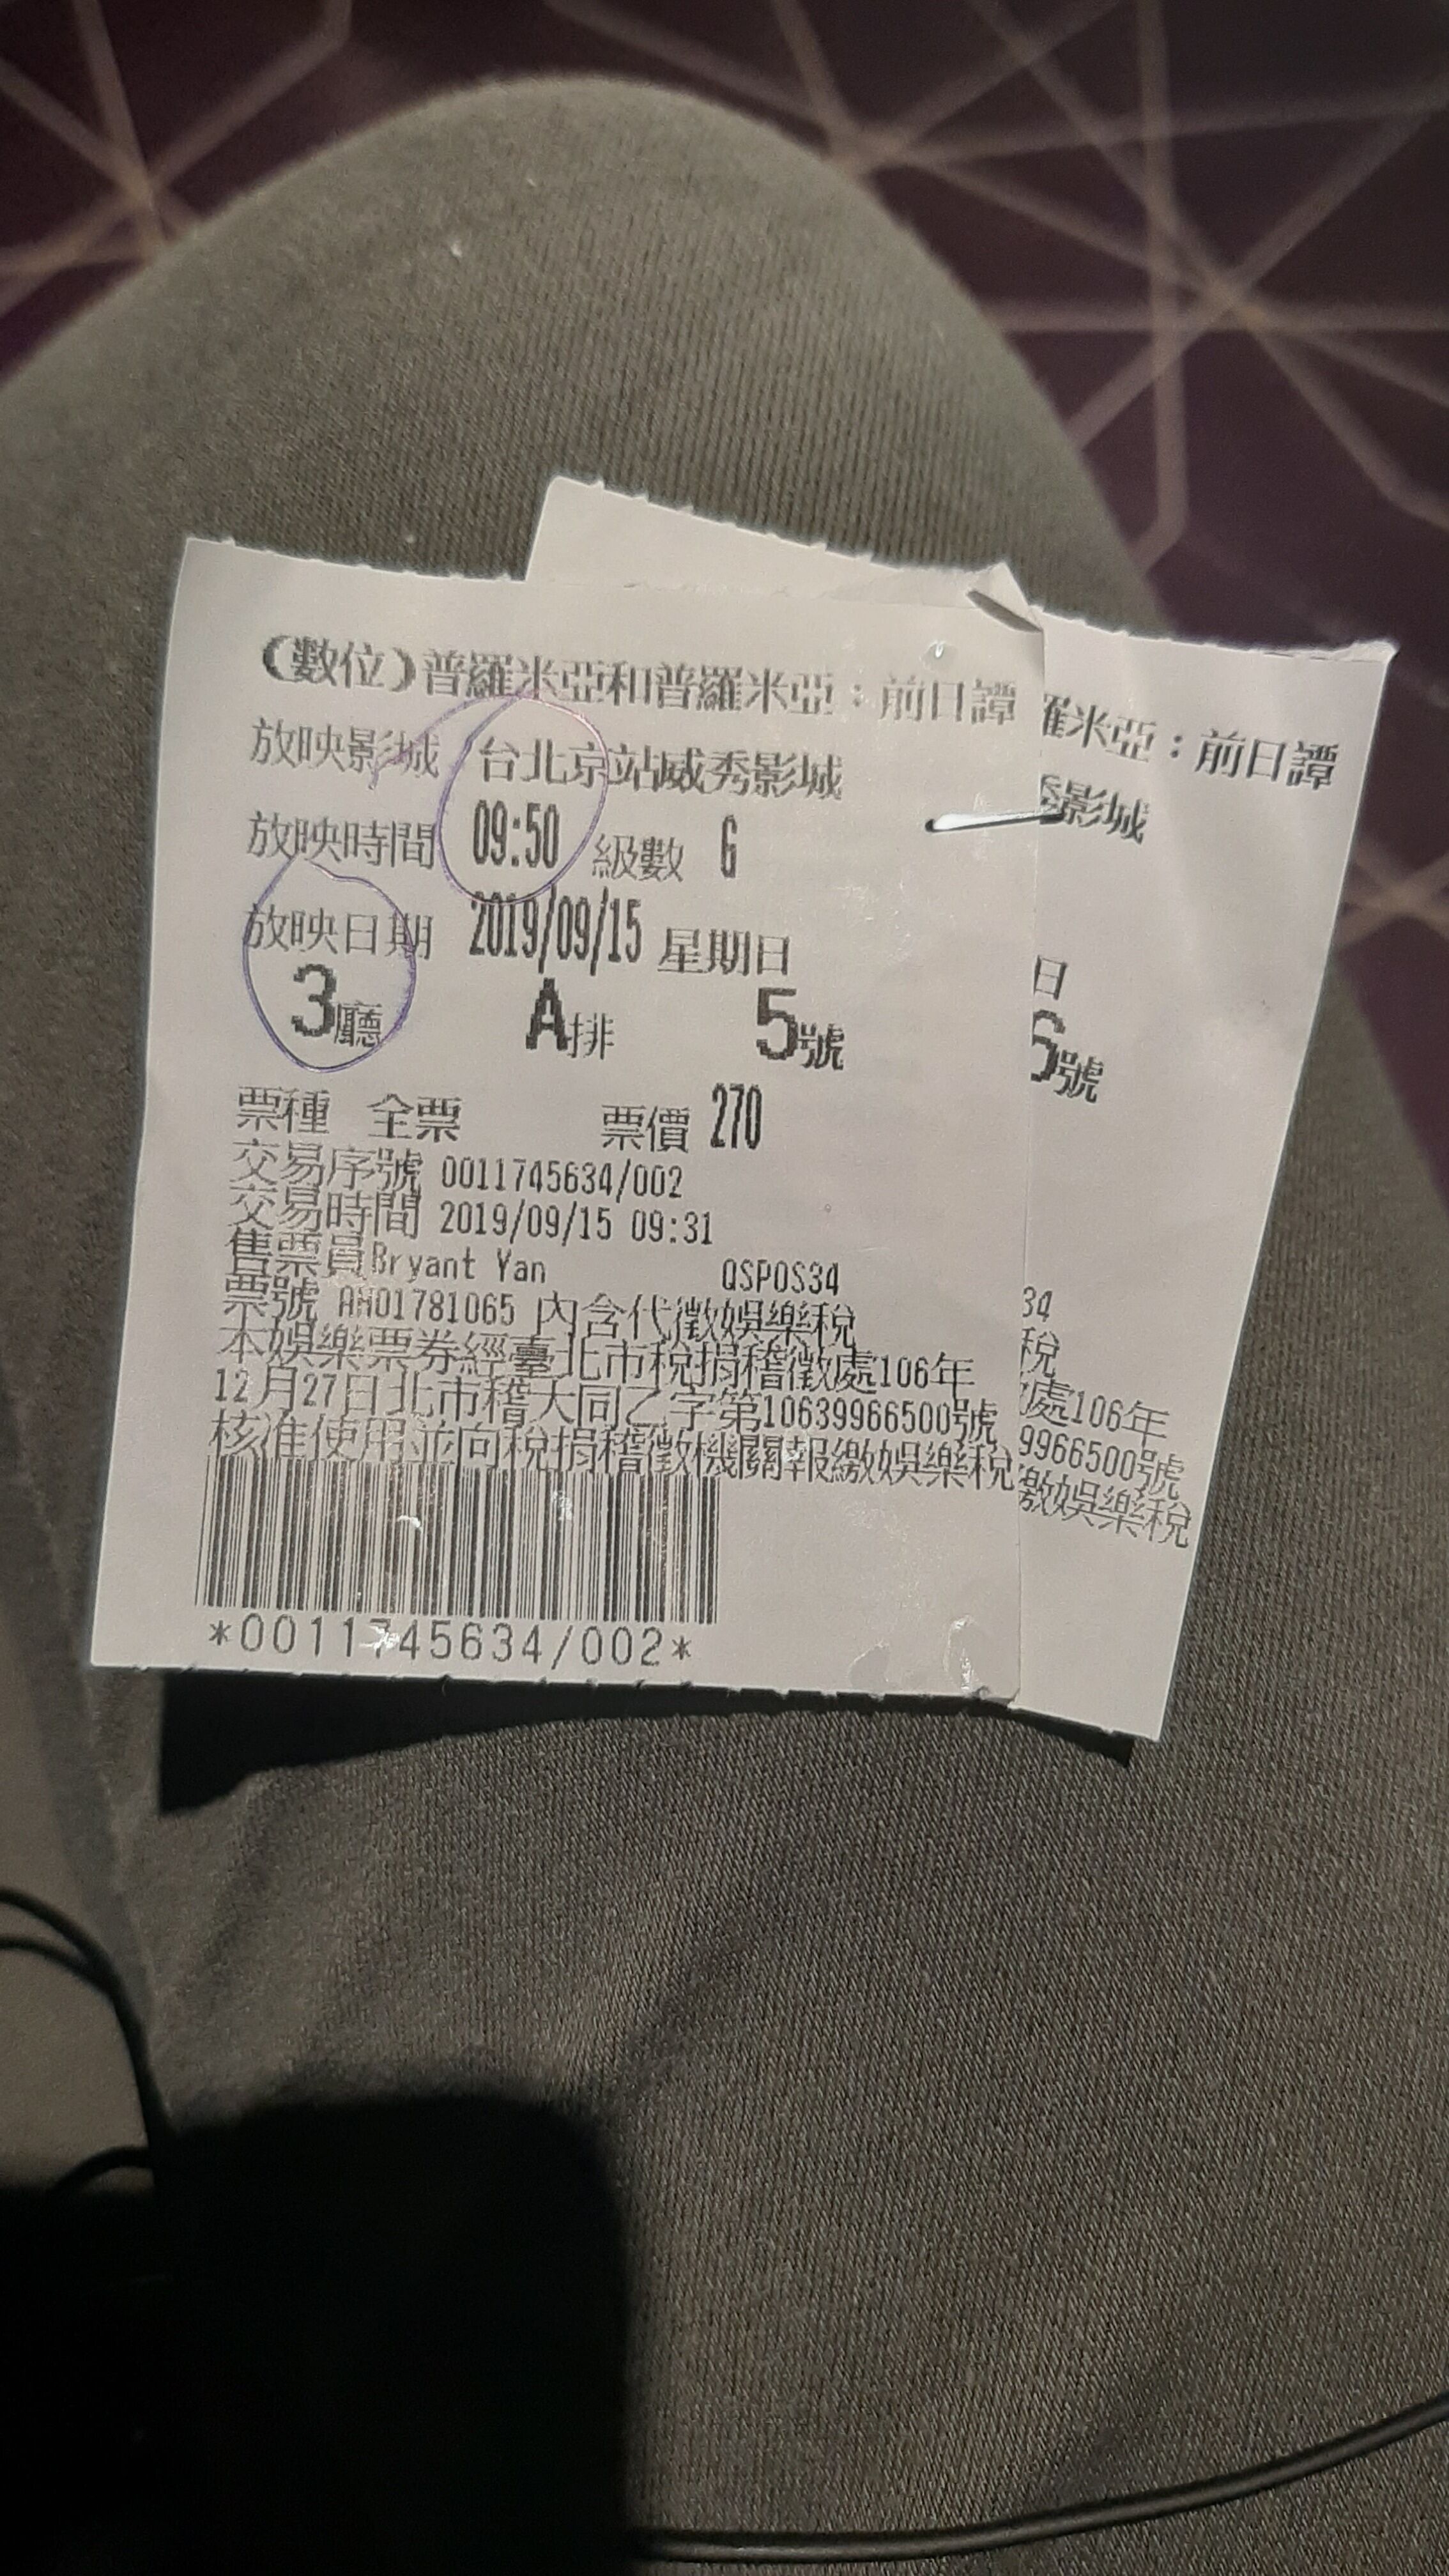 (數位)普羅米亞和普羅米亞:前日譚
放映影城 台北京站威秀影城
放映時間 09:50 級數 G
放映日期 2019/09/15 星期日
3廳 A排 5號
票種 全票 票價 270
交易序號 0011745634/002
交易時間 2019/09/15 09:31
售票員Bryant Yan QSPOS34
票號 AH01781065 內含代徵娛樂稅
本娛樂票券經臺北市稅捐稽徵處106年
12月27日北市稽大同乙字第10639966500號
核准使用並向稅捐稽徵機關報繳娛樂稅
*0011745634/002*
羅米亞:前日譚
秀影城
日
6號
34
稅
處106年
9966500號
繳娛樂稅